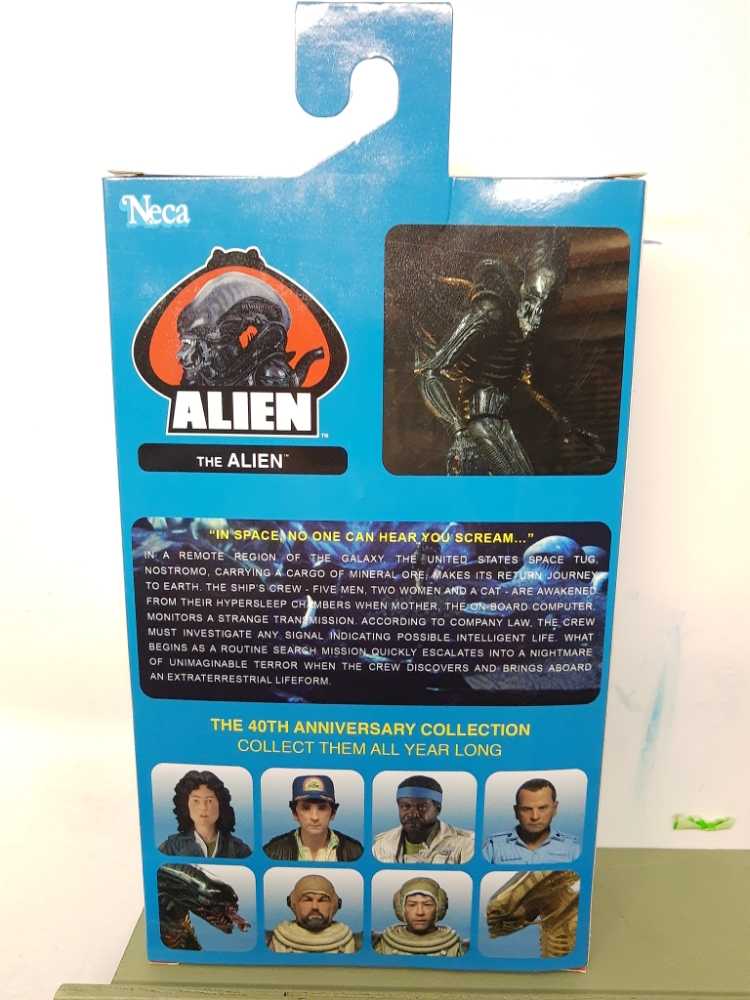 Neca
ALIEN
TM
THE ALIEN™
“IN SPACE, NO ONE CAN HEAR YOU SCREAM...”
IN A REMOTE REGION OF THE GALAXY, THE UNITED STATES SPACE TUG,
NOSTROMO, CARRYING A CARGO OF MINERAL ORE, MAKES ITS RETURN JOURNEY
TO EARTH. THE SHIP'S CREW - FIVE MEN, TWO WOMEN AND A CAT - ARE AWAKENED
FROM THEIR HYPERSLEEP CHAMBERS WHEN MOTHER, THE ON-BOARD COMPUTER
MONITORS A STRANGE TRANSMISSION. ACCORDING TO COMPANY LAW, THE CREW
MUST INVESTIGATE ANY SIGNAL INDICATING POSSIBLE INTELLIGENT LIFE. WHAT
BEGINS AS A ROUTINE SEARCH MISSION QUICKLY ESCALATES INTO A NIGHTMARE
OF UNIMAGINABLE TERROR WHEN THE CREW DISCOVERS AND BRINGS ABOARD
AN EXTRATERRESTRIAL LIFEFORM.
THE 40TH ANNIVERSARY COLLECTION
COLLECT THEM ALL YEAR LONG